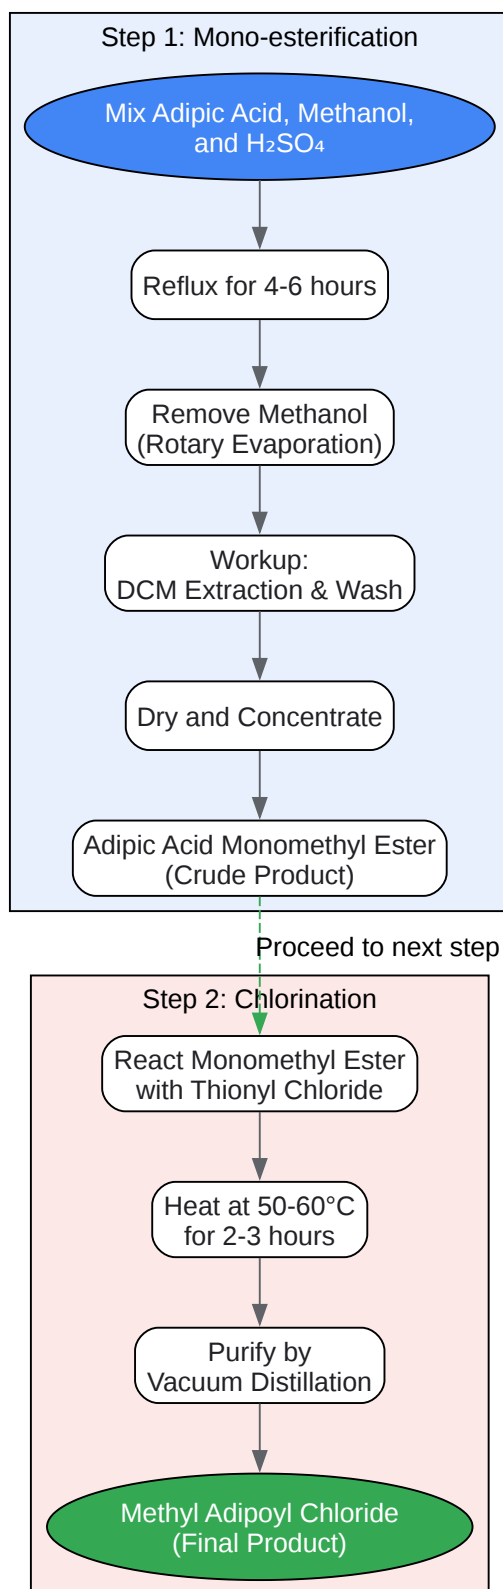 Step 1: Mono-esterification
Mix Adipic Acid, Methanol,
and H₂SO₄
Reflux for 4-6 hours
Remove Methanol
(Rotary Evaporation)
Workup:
DCM Extraction & Wash
Dry and Concentrate
Adipic Acid Monomethyl Ester
(Crude Product)
Proceed to next step
Step 2: Chlorination
React Monomethyl Ester
with Thionyl Chloride
Heat at 50-60°C
for 2-3 hours
Purify by
Vacuum Distillation
Methyl Adipoyl Chloride
(Final Product)